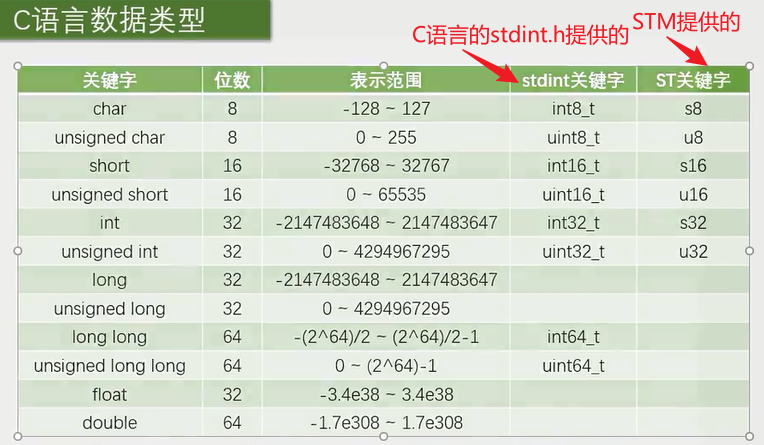 C语言数据类型
C语言的stdint.h提供的 STM提供的
关键字 位数 表示范围 stdint关键字 ST关键字
char 8 -128 ~ 127 int8_t s8
unsigned char 8 0 ~ 255 uint8_t u8
short 16 -32768 ~ 32767 int16_t s16
unsigned short 16 0 ~ 65535 uint16_t u16
int 32 -2147483648 ~ 2147483647 int32_t s32
unsigned int 32 0 ~ 4294967295 uint32_t u32
long 32 -2147483648 ~ 2147483647
unsigned long 32 0 ~ 4294967295
long long 64 -(2^64)/2 ~ (2^64)/2-1 int64_t
unsigned long long 64 0 ~ (2^64)-1 uint64_t
float 32 -3.4e38 ~ 3.4e38
double 64 -1.7e308 ~ 1.7e308